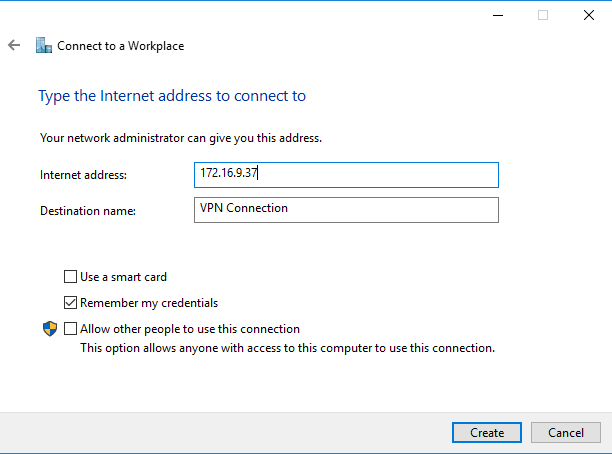 Connect to a Workplace
Type the Internet address to connect to
Your network administrator can give you this address.
Internet address: 172.16.9.37
Destination name: VPN Connection
Use a smart card
Remember my credentials
Allow other people to use this connection
This option allows anyone with access to this computer to use this connection.
Create Cancel